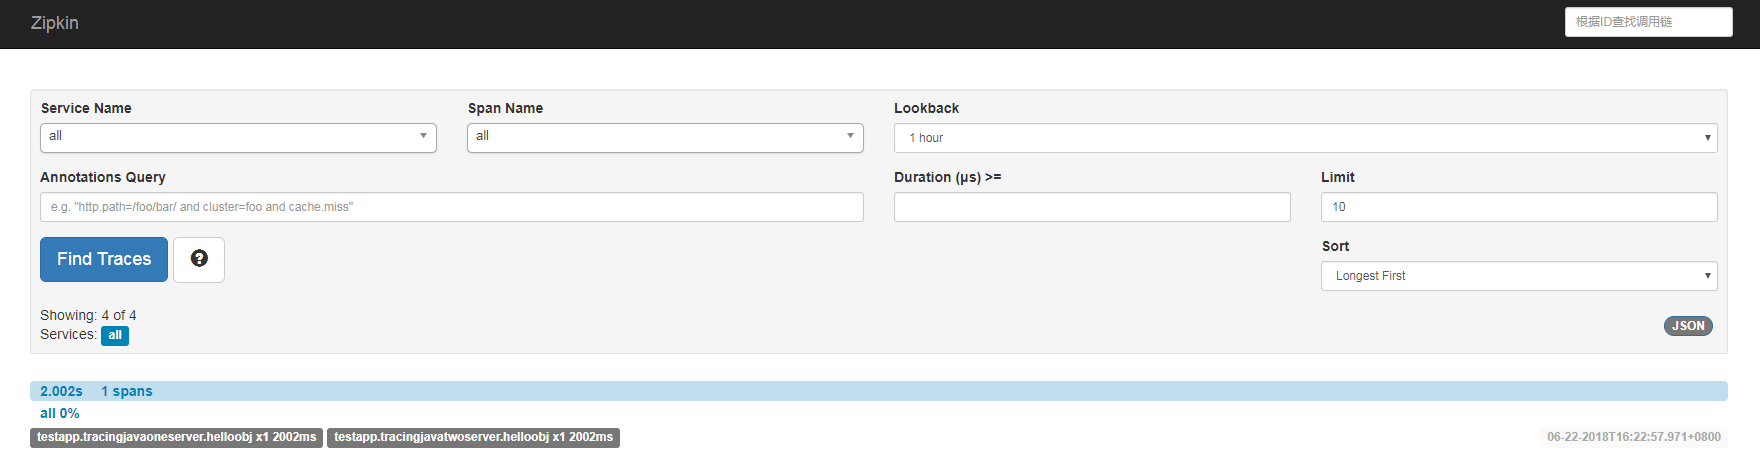 Zipkin
根据ID查找调用链
Service Name
Span Name
Lookback
all
all
1 hour
Annotations Query
Duration (μs) >=
Limit
e.g. "http.path=/foo/bar/ and cluster=foo and cache.miss"
10
Find Traces
Sort
Longest First
Showing: 4 of 4
Services: all
JSON
2.002s 1 spans
all 0%
testapp.tracingjavaoneserver.helloobj x1 2002ms testapp.tracingjavatwoserver.helloobj x1 2002ms
06-22-2018T16:22:57.971+0800